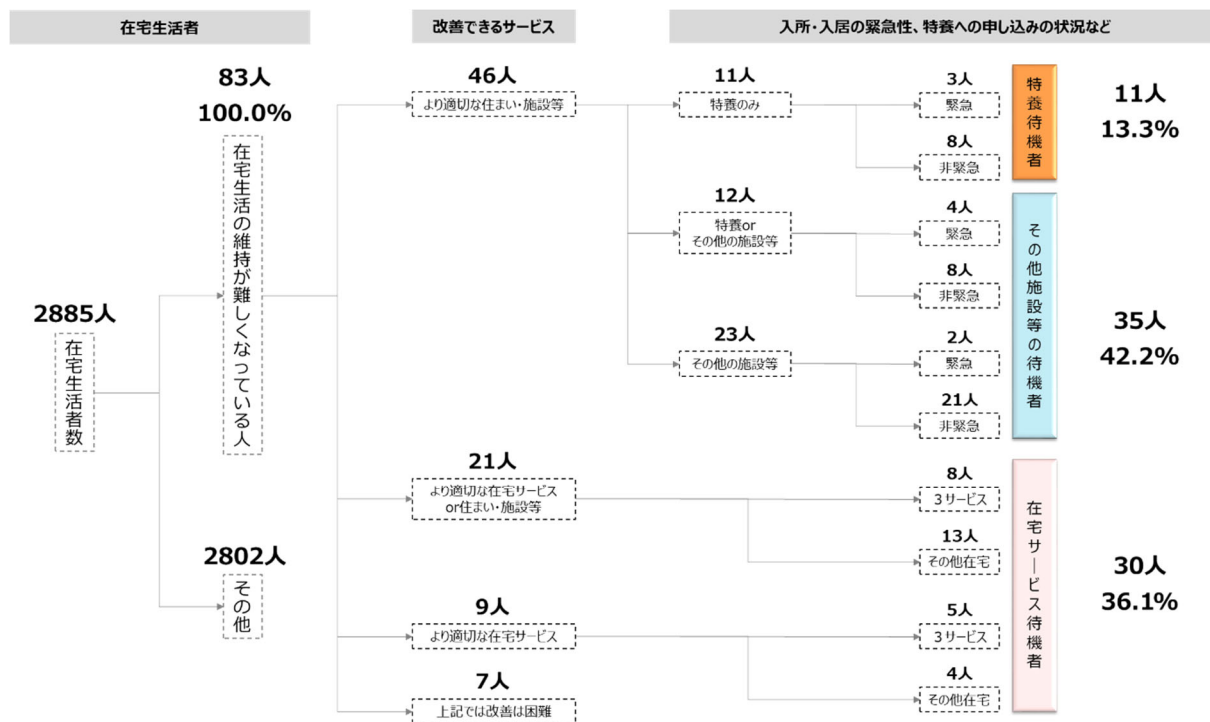 在宅生活者
改善できるサービス
入所・入居の緊急性、特養への申し込みの状況など
2885人
在宅生活者数
83人
100.0%
在宅生活の維持が難しくなっている人
2802人
その他
46人
より適切な住まい・施設等
11人
特養のみ
3人
緊急
8人
非緊急
12人
特養or
その他の施設等
4人
緊急
8人
非緊急
23人
その他の施設等
2人
緊急
21人
非緊急
21人
より適切な在宅サービス
or住まい・施設等
8人
3サービス
13人
その他在宅
9人
より適切な在宅サービス
5人
3サービス
4人
その他在宅
7人
上記では改善は困難
特養待機者
11人
13.3%
その他施設等の待機者
35人
42.2%
在宅サービス待機者
30人
36.1%